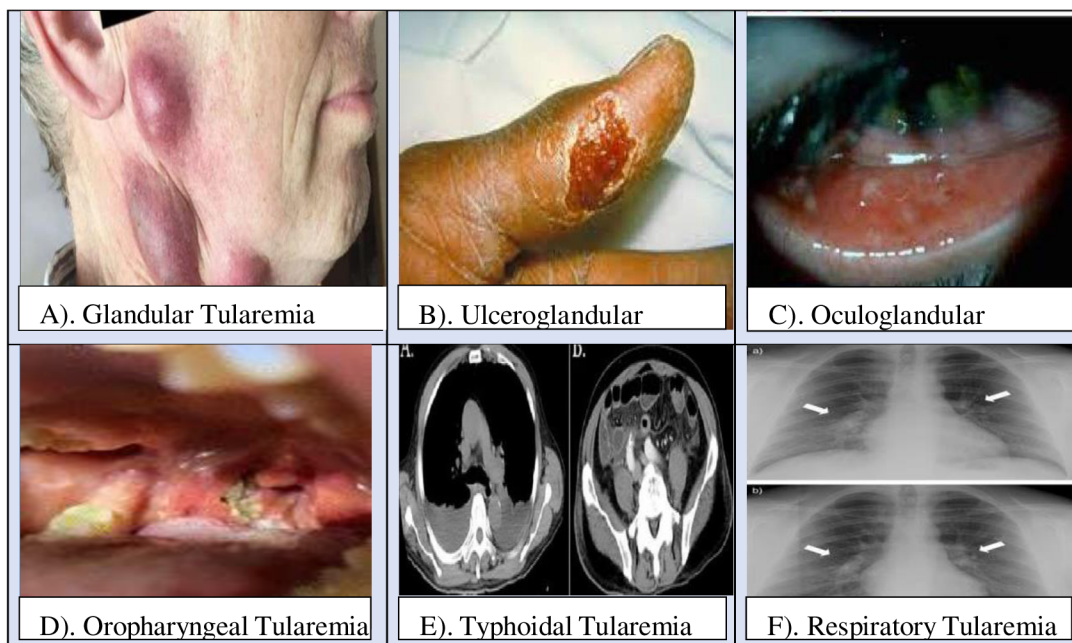 A). Glandular Tularemia
B). Ulceroglandular
C). Oculoglandular
A.
D.
a)
b)
D). Oropharyngeal Tularemia
E). Typhoidal Tularemia
F). Respiratory Tularemia